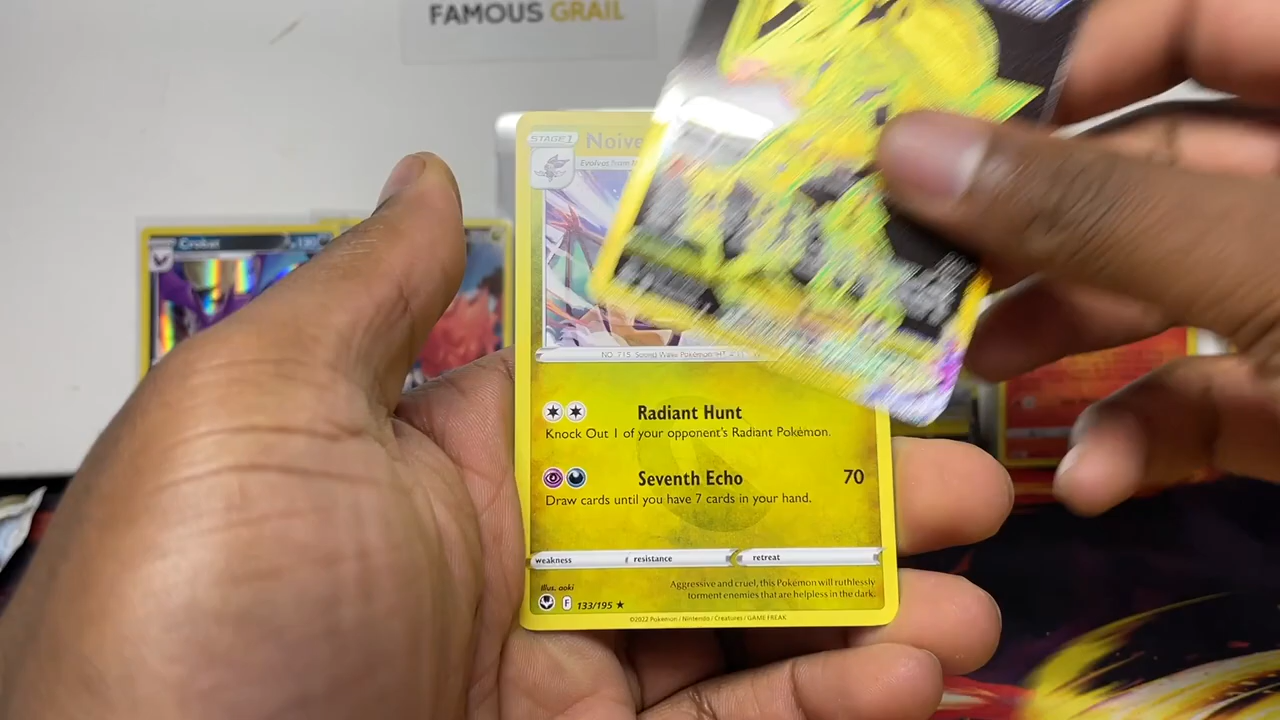 FAMOUS GRAIL
STAGE 1
Noive
Evolves from
Crobat
130
NO. 715 Sound Wave Pokémon HT
Radiant Hunt
Knock Out 1 of your opponent's Radiant Pokémon.
Seventh Echo 70
Draw cards until you have 7 cards in your hand.
weakness resistance retreat
Illus. aoki
Aggressive and cruel, this Pokémon will ruthlessly
torment enemies that are helpless in the dark.
F 133/195
©2022 Pokémon / Nintendo / Creatures / GAME FREAK